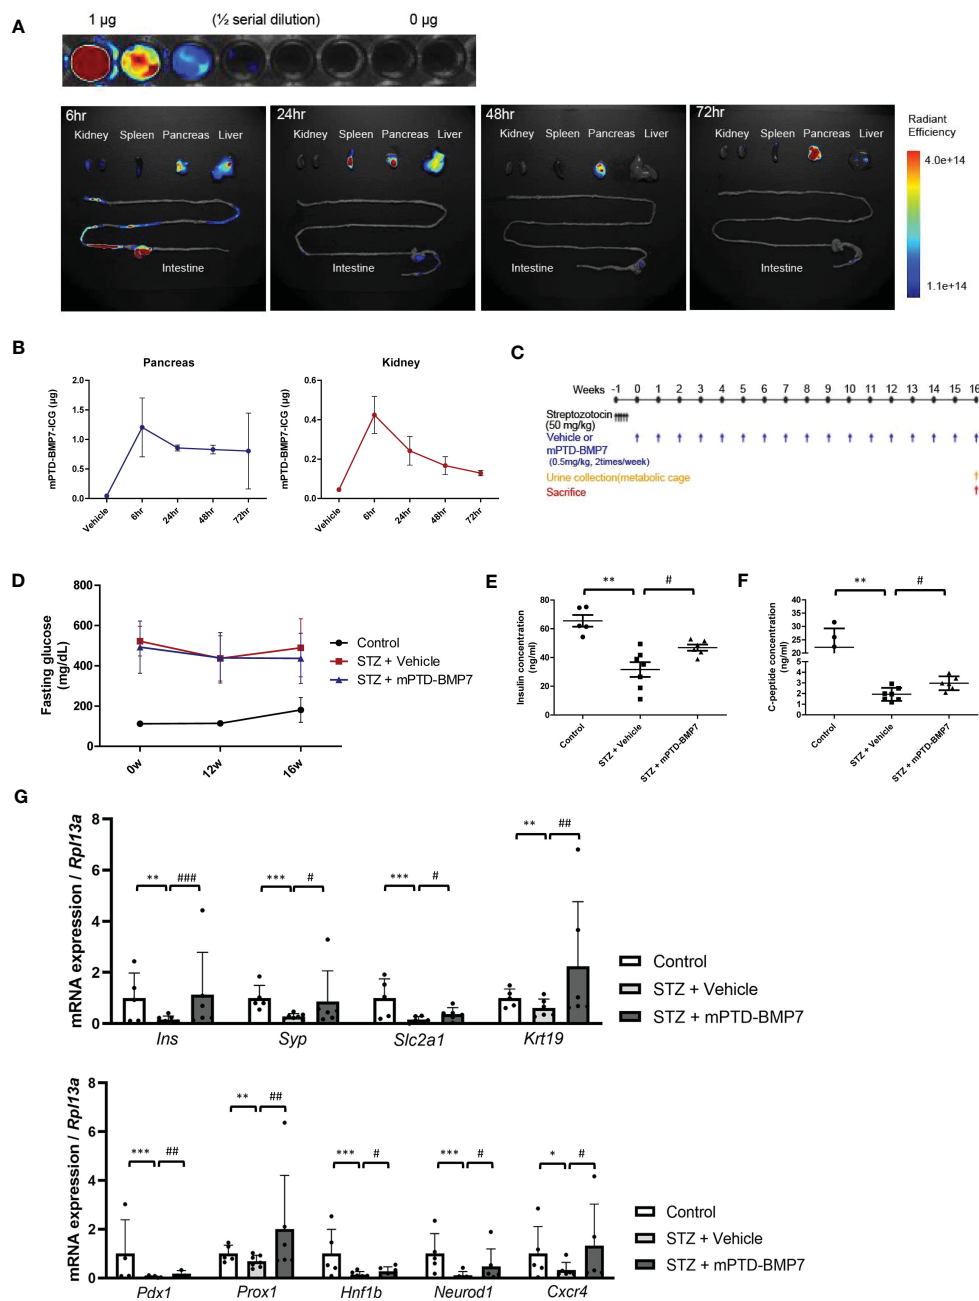 A
1 µg (½ serial dilution) 0 µg
6hr
Kidney Spleen Pancreas Liver
Intestine
24hr
Kidney Spleen Pancreas Liver
Intestine
48hr
Kidney Spleen Pancreas Liver
Intestine
72hr
Kidney Spleen Pancreas Liver
Intestine
Radiant
Efficiency
4.0e+14
1.1e+14
B
Pancreas
mPTD-BMP7-ICG (µg)
2.0
1.5
1.0
0.5
0.0
Vehicle 6hr 24hr 48hr 72hr
Kidney
mPTD-BMP7-ICG (µg)
0.6
0.4
0.2
0.0
Vehicle 6hr 24hr 48hr 72hr
C
Weeks -1 0 1 2 3 4 5 6 7 8 9 10 11 12 13 14 15 16
Streptozotocin
(50 mg/kg)
Vehicle or
mPTD-BMP7
(0.5mg/kg, 2times/week)
Urine collection(metabolic cage
Sacrifice
D
Fasting glucose
(mg/dL)
800
600
400
200
0
0w 12w 16w
Control
STZ + Vehicle
STZ + mPTD-BMP7
E
Insulin concentration
(ng/ml)
80
60
40
20
0
** #
Control STZ + Vehicle STZ + mPTD-BMP7
F
C-peptide concentration
(ng/ml)
40
30
25
20
5
4
3
2
1
0
** #
Control STZ + Vehicle STZ + mPTD-BMP7
G
mRNA expression / Rpl13a
8
6
4
2
0
** ### *** # *** # ** ##
Ins Syp Slc2a1 Krt19
Control
STZ + Vehicle
STZ + mPTD-BMP7
mRNA expression / Rpl13a
8
6
4
2
0
*** ## ** ## *** # *** # * #
Pdx1 Prox1 Hnf1b Neurod1 Cxcr4
Control
STZ + Vehicle
STZ + mPTD-BMP7